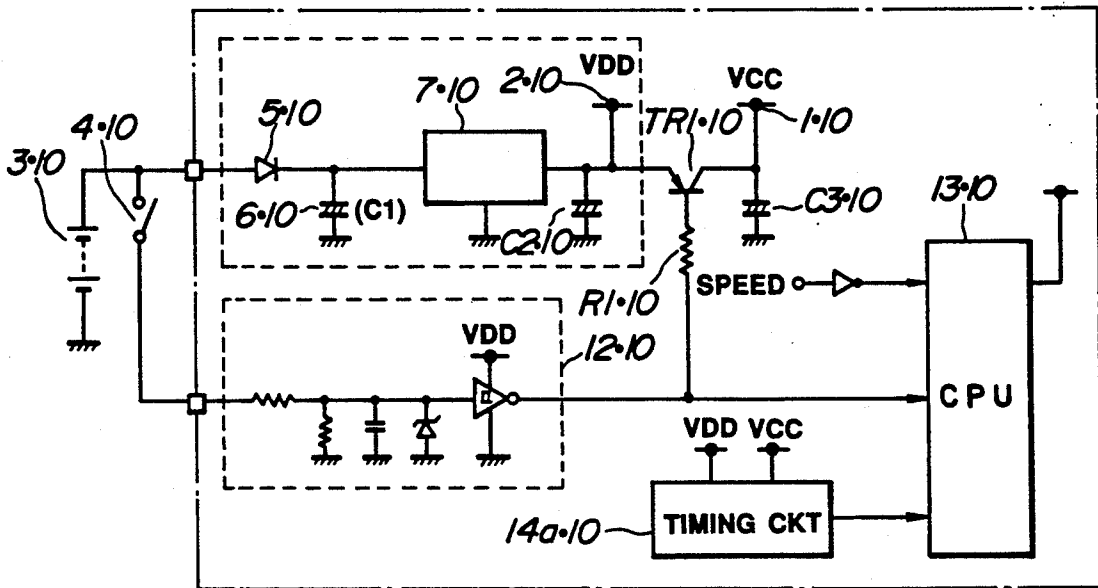 VDD
VCC
2·10
7·10
TR1·10
1·10
5·10
4·10
3·10
6·10
(C1)
C2·10
C3·10
13·10
SPEED
R1·10
VDD
12·10
CPU
VDD
VCC
14a·10
TIMING CKT